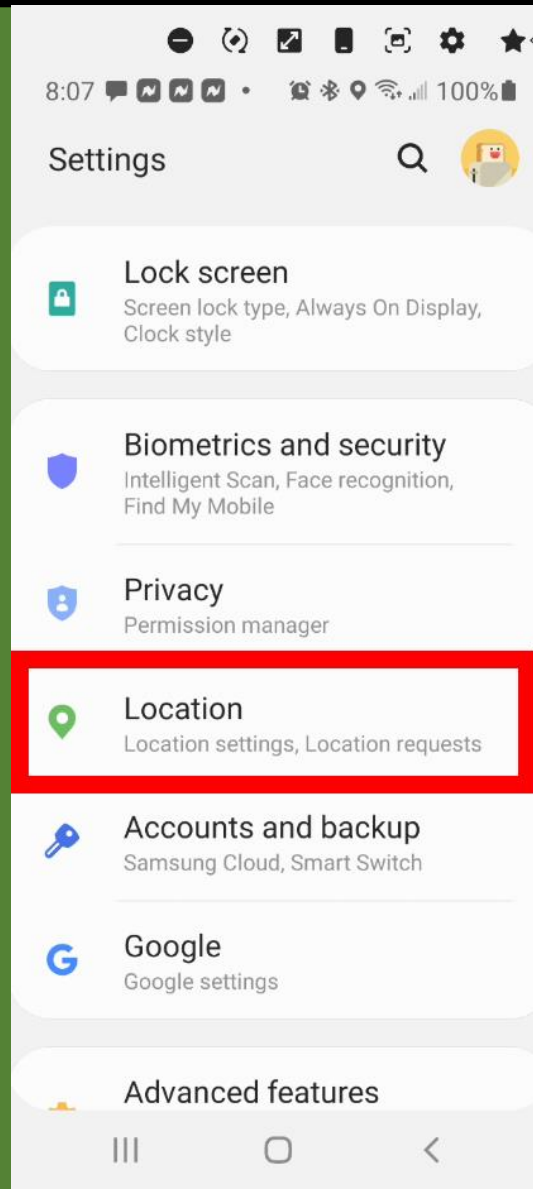 8:07
100%
Settings
Lock screen
Screen lock type, Always On Display,
Clock style
Biometrics and security
Intelligent Scan, Face recognition,
Find My Mobile
Privacy
Permission manager
Location
Location settings, Location requests
Accounts and backup
Samsung Cloud, Smart Switch
G
Google
Google settings
Advanced features